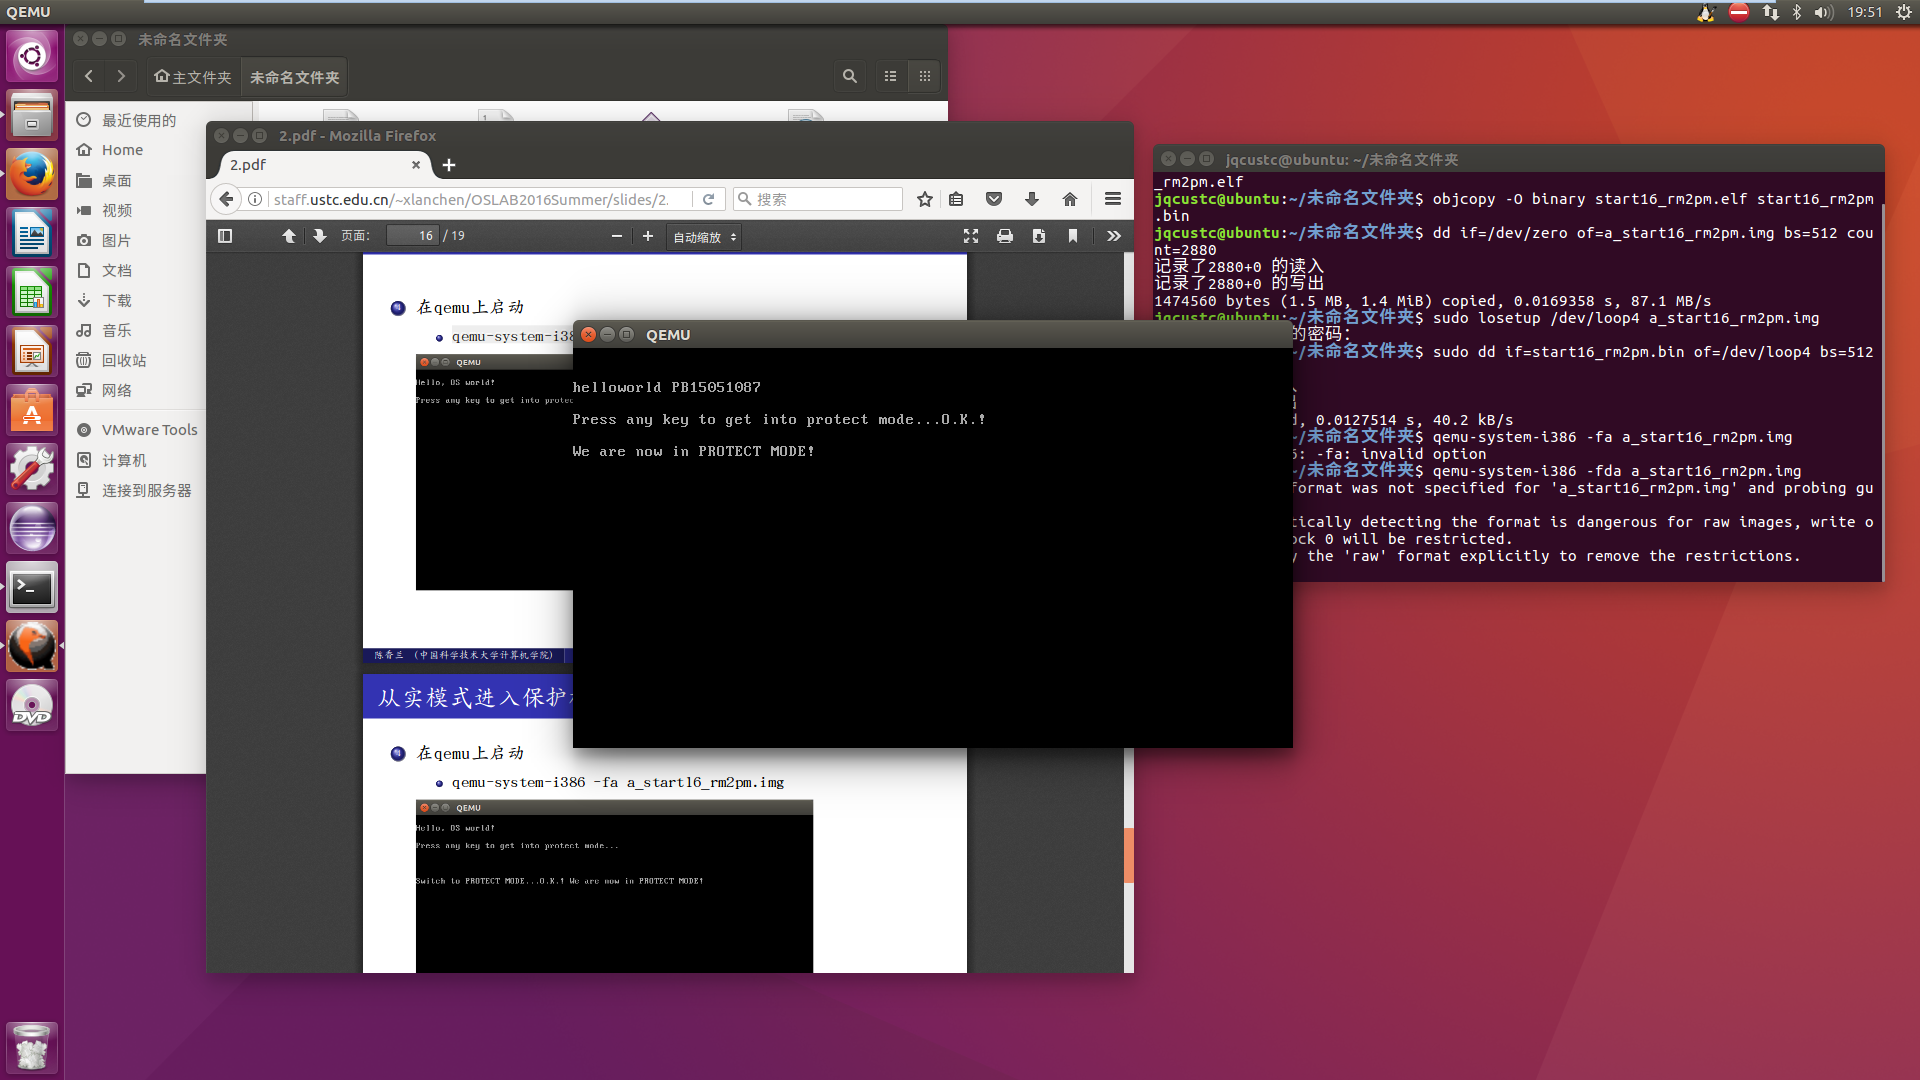 QEMU
19:51
未命名文件夹
主文件夹
未命名文件夹
最近使用的
Home
桌面
视频
图片
文档
下载
音乐
回收站
网络
VMware Tools
计算机
连接到服务器
2.pdf - Mozilla Firefox
2.pdf
staff.ustc.edu.cn/~xlanchen/OSLAB2016Summer/slides/2.
搜索
页面:
16 / 19
自动缩放
在qemu上启动
qemu-system-i38
QEMU
Hello, OS world!
Press any key to get into protec
陈香兰 (中国科学技术大学计算机学院)
从实模式进入保护
在qemu上启动
qemu-system-i386 -fa a_start16_rm2pm.img
QEMU
Hello, OS world!
Press any key to get into protect mode...
Switch to PROTECT MODE...O.K.! We are now in PROTECT MODE!
QEMU
helloworld PB15051087
Press any key to get into protect mode...O.K.!
We are now in PROTECT MODE!
jqcustc@ubuntu: ~/未命名文件夹
_rm2pm.elf
jqcustc@ubuntu:~/未命名文件夹$ objcopy -O binary start16_rm2pm.elf start16_rm2pm
.bin
jqcustc@ubuntu:~/未命名文件夹$ dd if=/dev/zero of=a_start16_rm2pm.img bs=512 cou
nt=2880
记录了2880+0 的读入
记录了2880+0 的写出
1474560 bytes (1.5 MB, 1.4 MiB) copied, 0.0169358 s, 87.1 MB/s
jqcustc@ubuntu:~/未命名文件夹$ sudo losetup /dev/loop4 a_start16_rm2pm.img
的密码:
/未命名文件夹$ sudo dd if=start16_rm2pm.bin of=/dev/loop4 bs=512
, 0.0127514 s, 40.2 kB/s
/未命名文件夹$ qemu-system-i386 -fa a_start16_rm2pm.img
: -fa: invalid option
/未命名文件夹$ qemu-system-i386 -fda a_start16_rm2pm.img
format was not specified for 'a_start16_rm2pm.img' and probing gu
tically detecting the format is dangerous for raw images, write o
ock 0 will be restricted.
the 'raw' format explicitly to remove the restrictions.